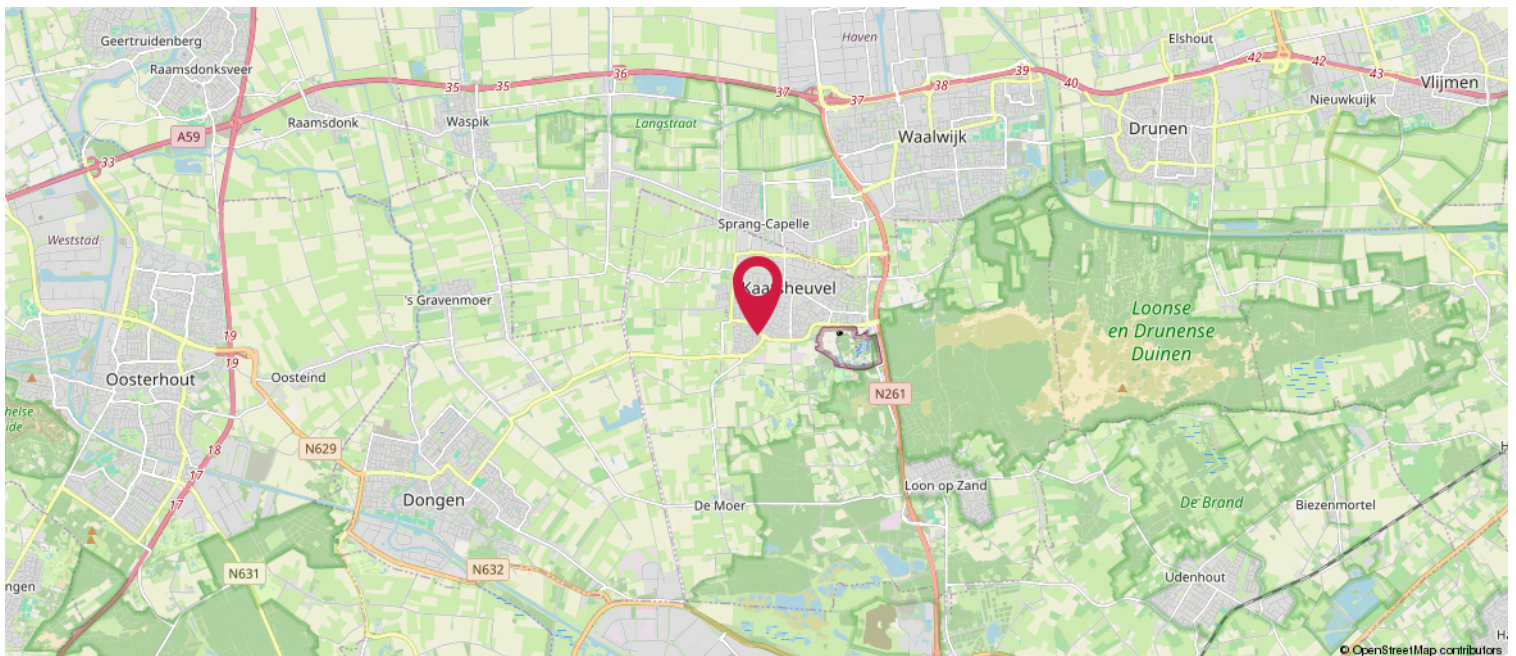 Geertruidenberg
Raamsdonksveer
Haven
Elshout
42
42
43
Vlijmen
Nieuwkuijk
35
35
36
37
37
38
39
40
A59
33
Raamsdonk
Waspik
Langstraat
Waalwijk
Drunen
Weststad
Sprang-Capelle
's Gravenmoer
Loonse
en Drunense
Duinen
19
19
Oosterhout
Oosteind
N261
N629
18
17
17
Dongen
De Moer
Loon op Zand
De Brand
Biezenmortel
N631
N632
Udenhout
ngen
© OpenStreetMap contributors